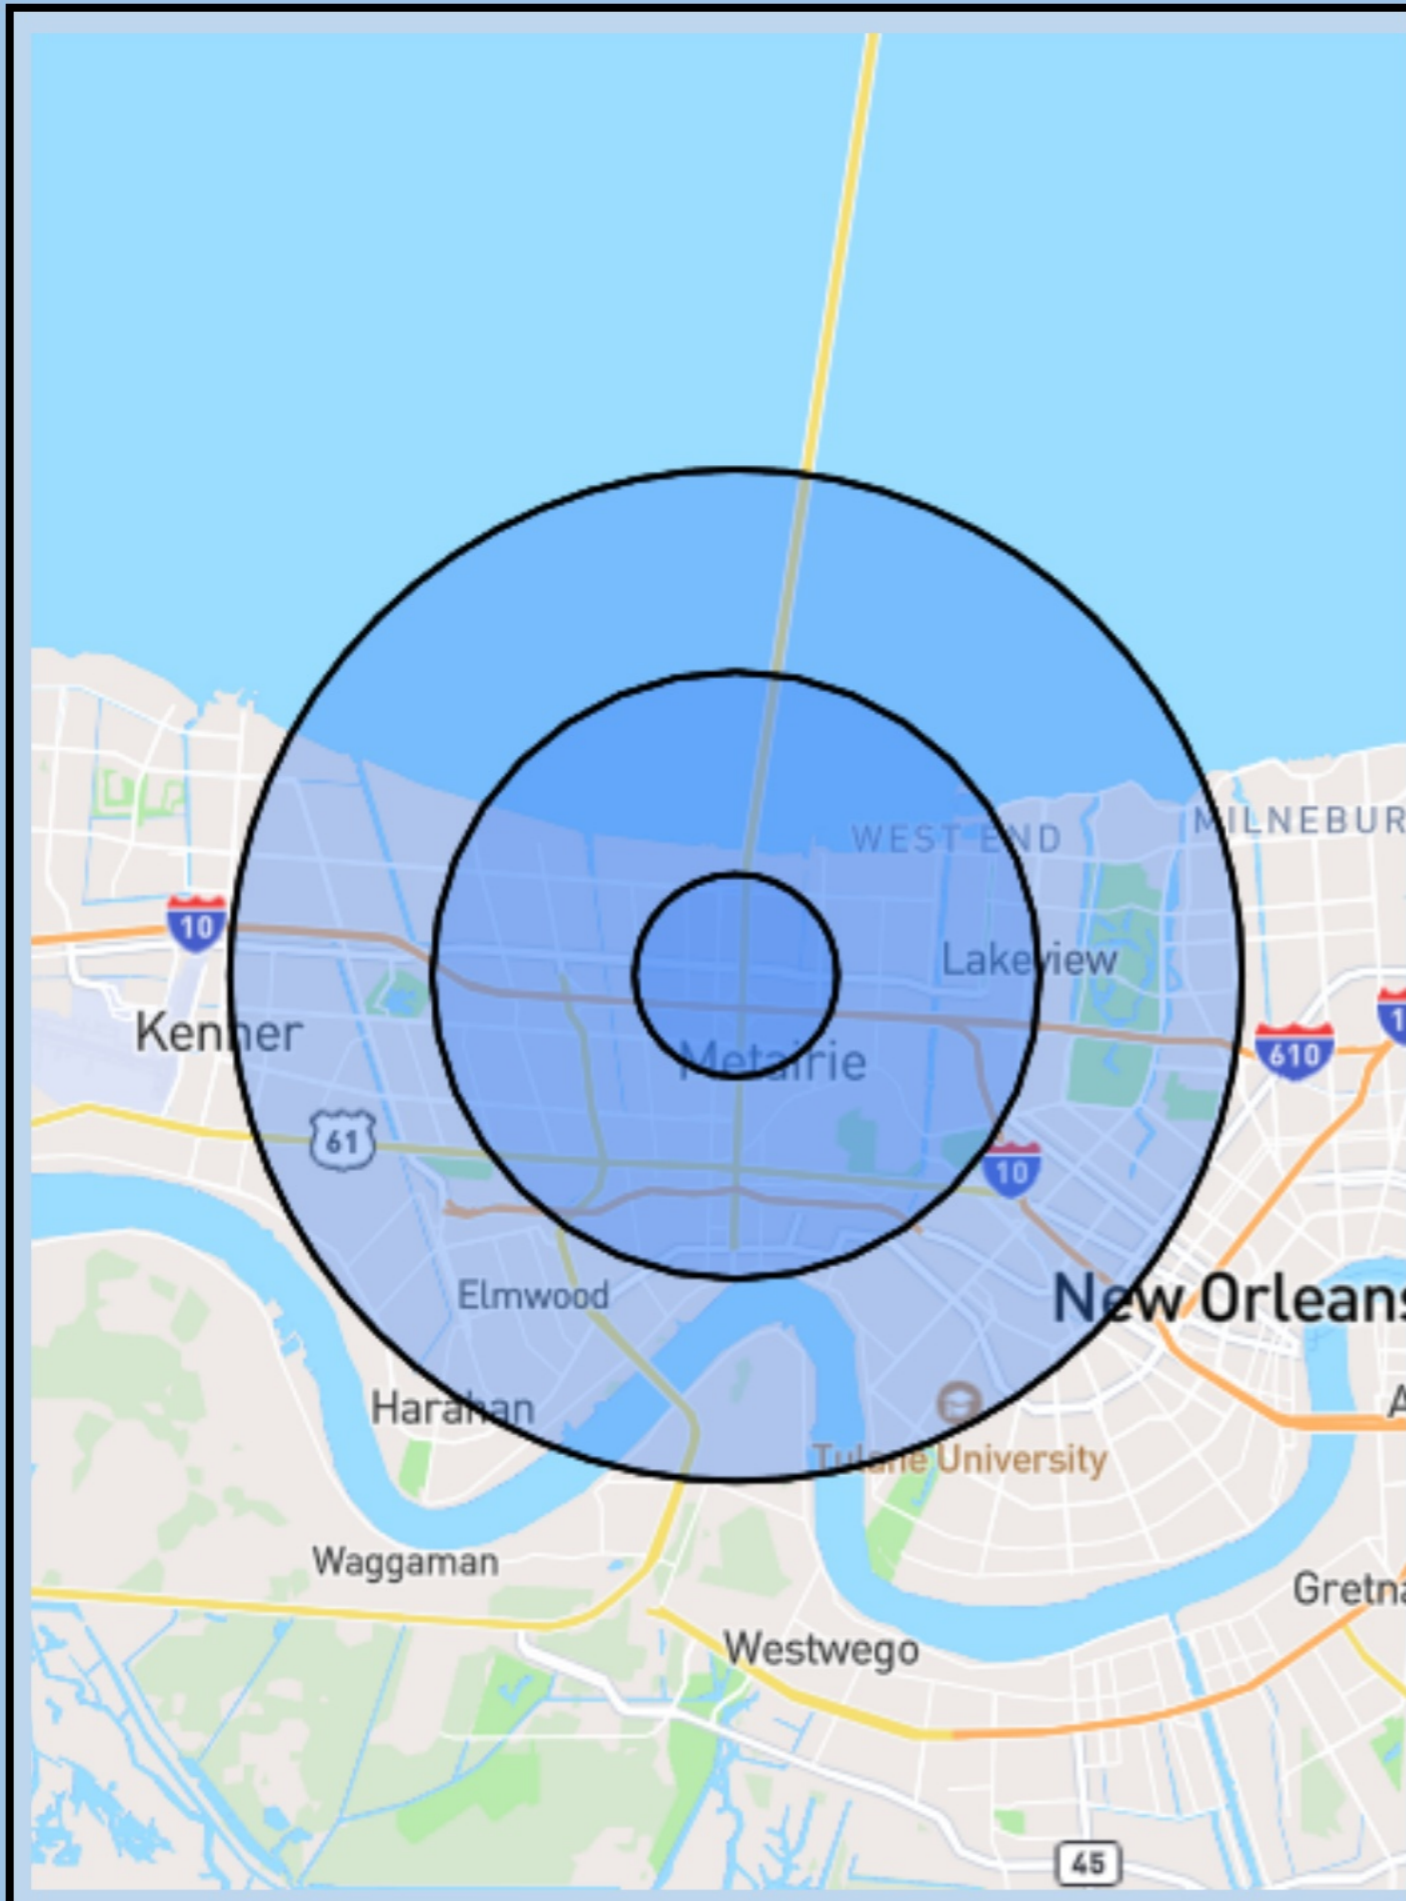 WEST END
MILNEBUR
10
Lakeview
Kenner
Metairie
610
1
61
10
Elmwood
New Orleans
Harahan
A
Tulane University
Waggaman
Gretna
Westwego
45